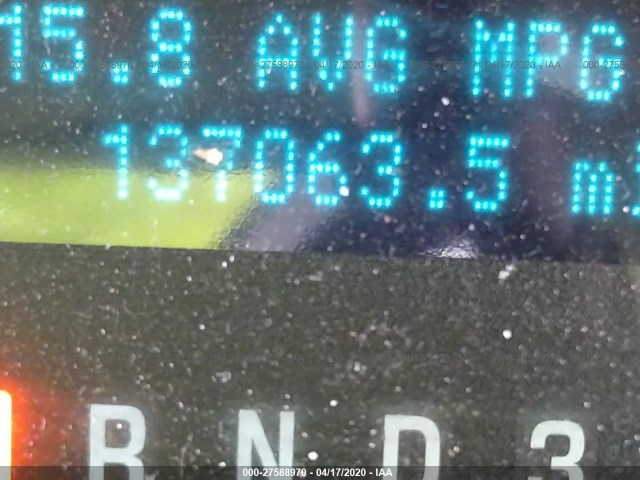 15.8 AVG MPG
137063.5 mi
R N D 3
000-27588970 - 04/17/2020 - IAA